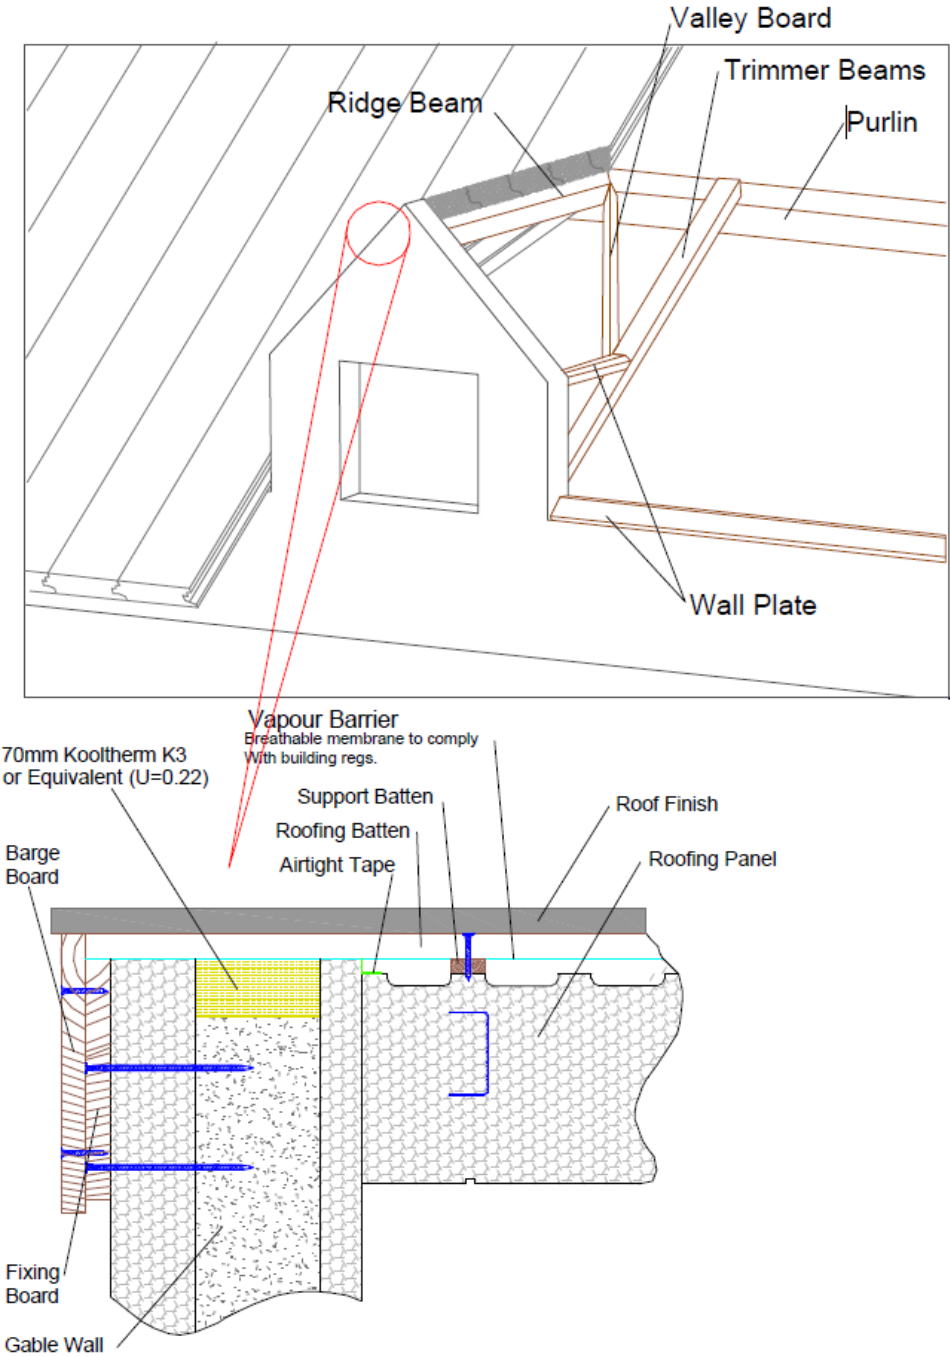 Valley Board
Trimmer Beams
Ridge Beam
Purlin
Wall Plate
Vapour Barrier
Breathable membrane to comply
With building regs.
70mm Kooltherm K3
or Equivalent (U=0.22)
Support Batten
Roof Finish
Roofing Batten
Barge
Board
Airtight Tape
Roofing Panel
Fixing
Board
Gable Wall